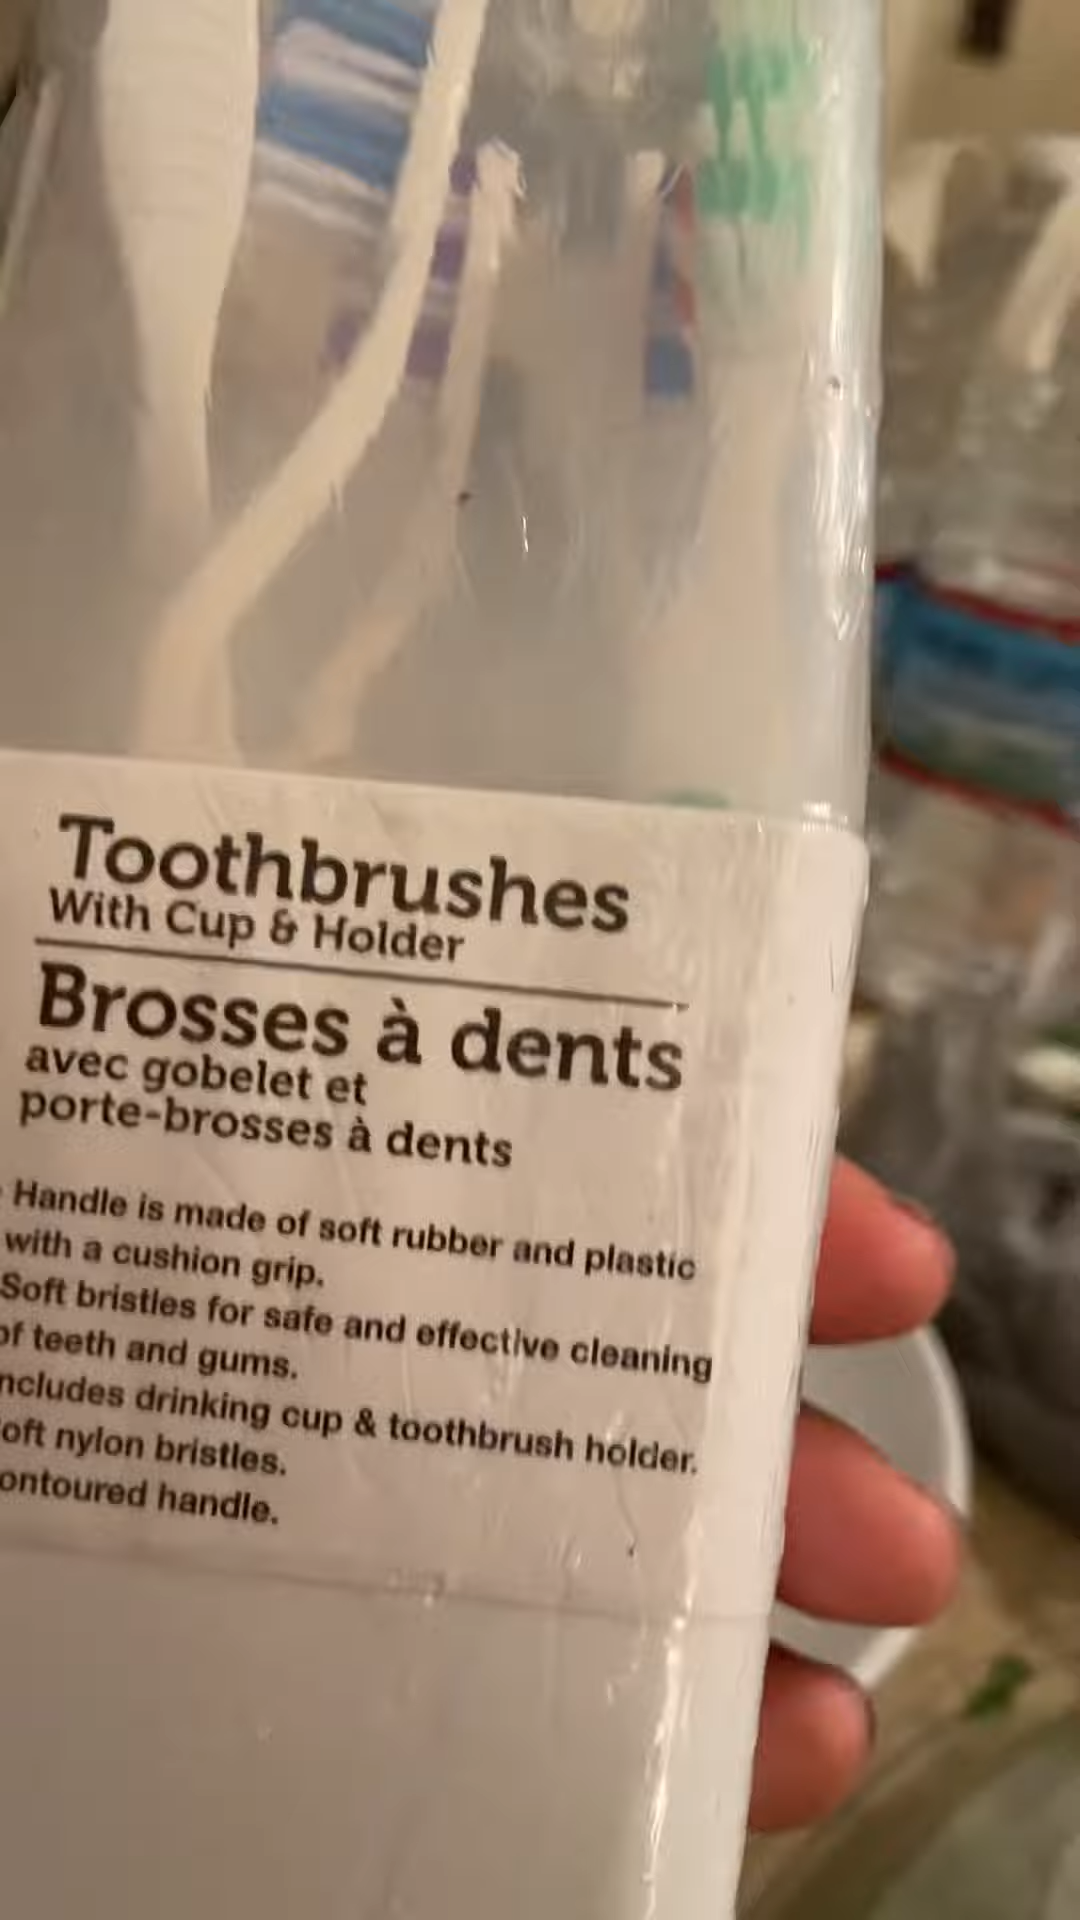 Toothbrushes
With Cup & Holder
Brosses à dents
avec gobelet et
porte-brosses à dents
Handle is made of soft rubber and plastic
with a cushion grip.
Soft bristles for safe and effective cleaning
of teeth and gums.
ncludes drinking cup & toothbrush holder.
oft nylon bristles.
ontoured handle.